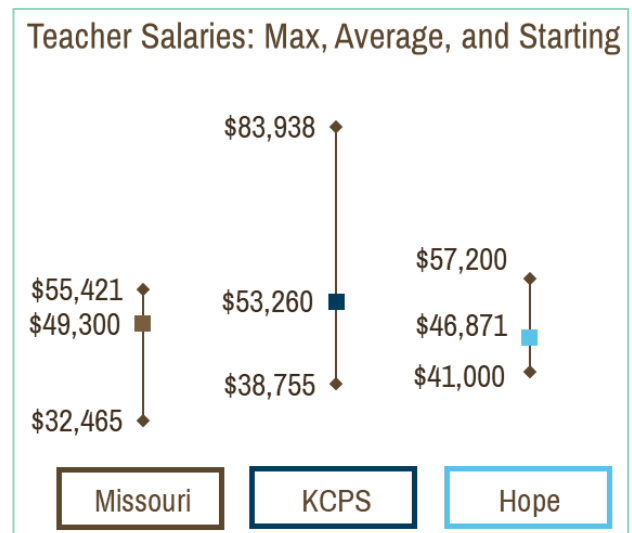 Teacher Salaries: Max, Average, and Starting
$83,938
$57,200
$55,421
$53,260
$49,300
$46,871
$41,000
$38,755
$32,465
Missouri
KCPS
Hope